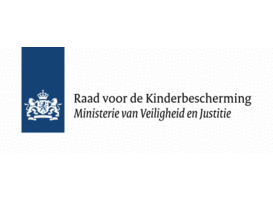 Raad voor de Kinderbescherming
Ministerie van Veiligheid en Justitie